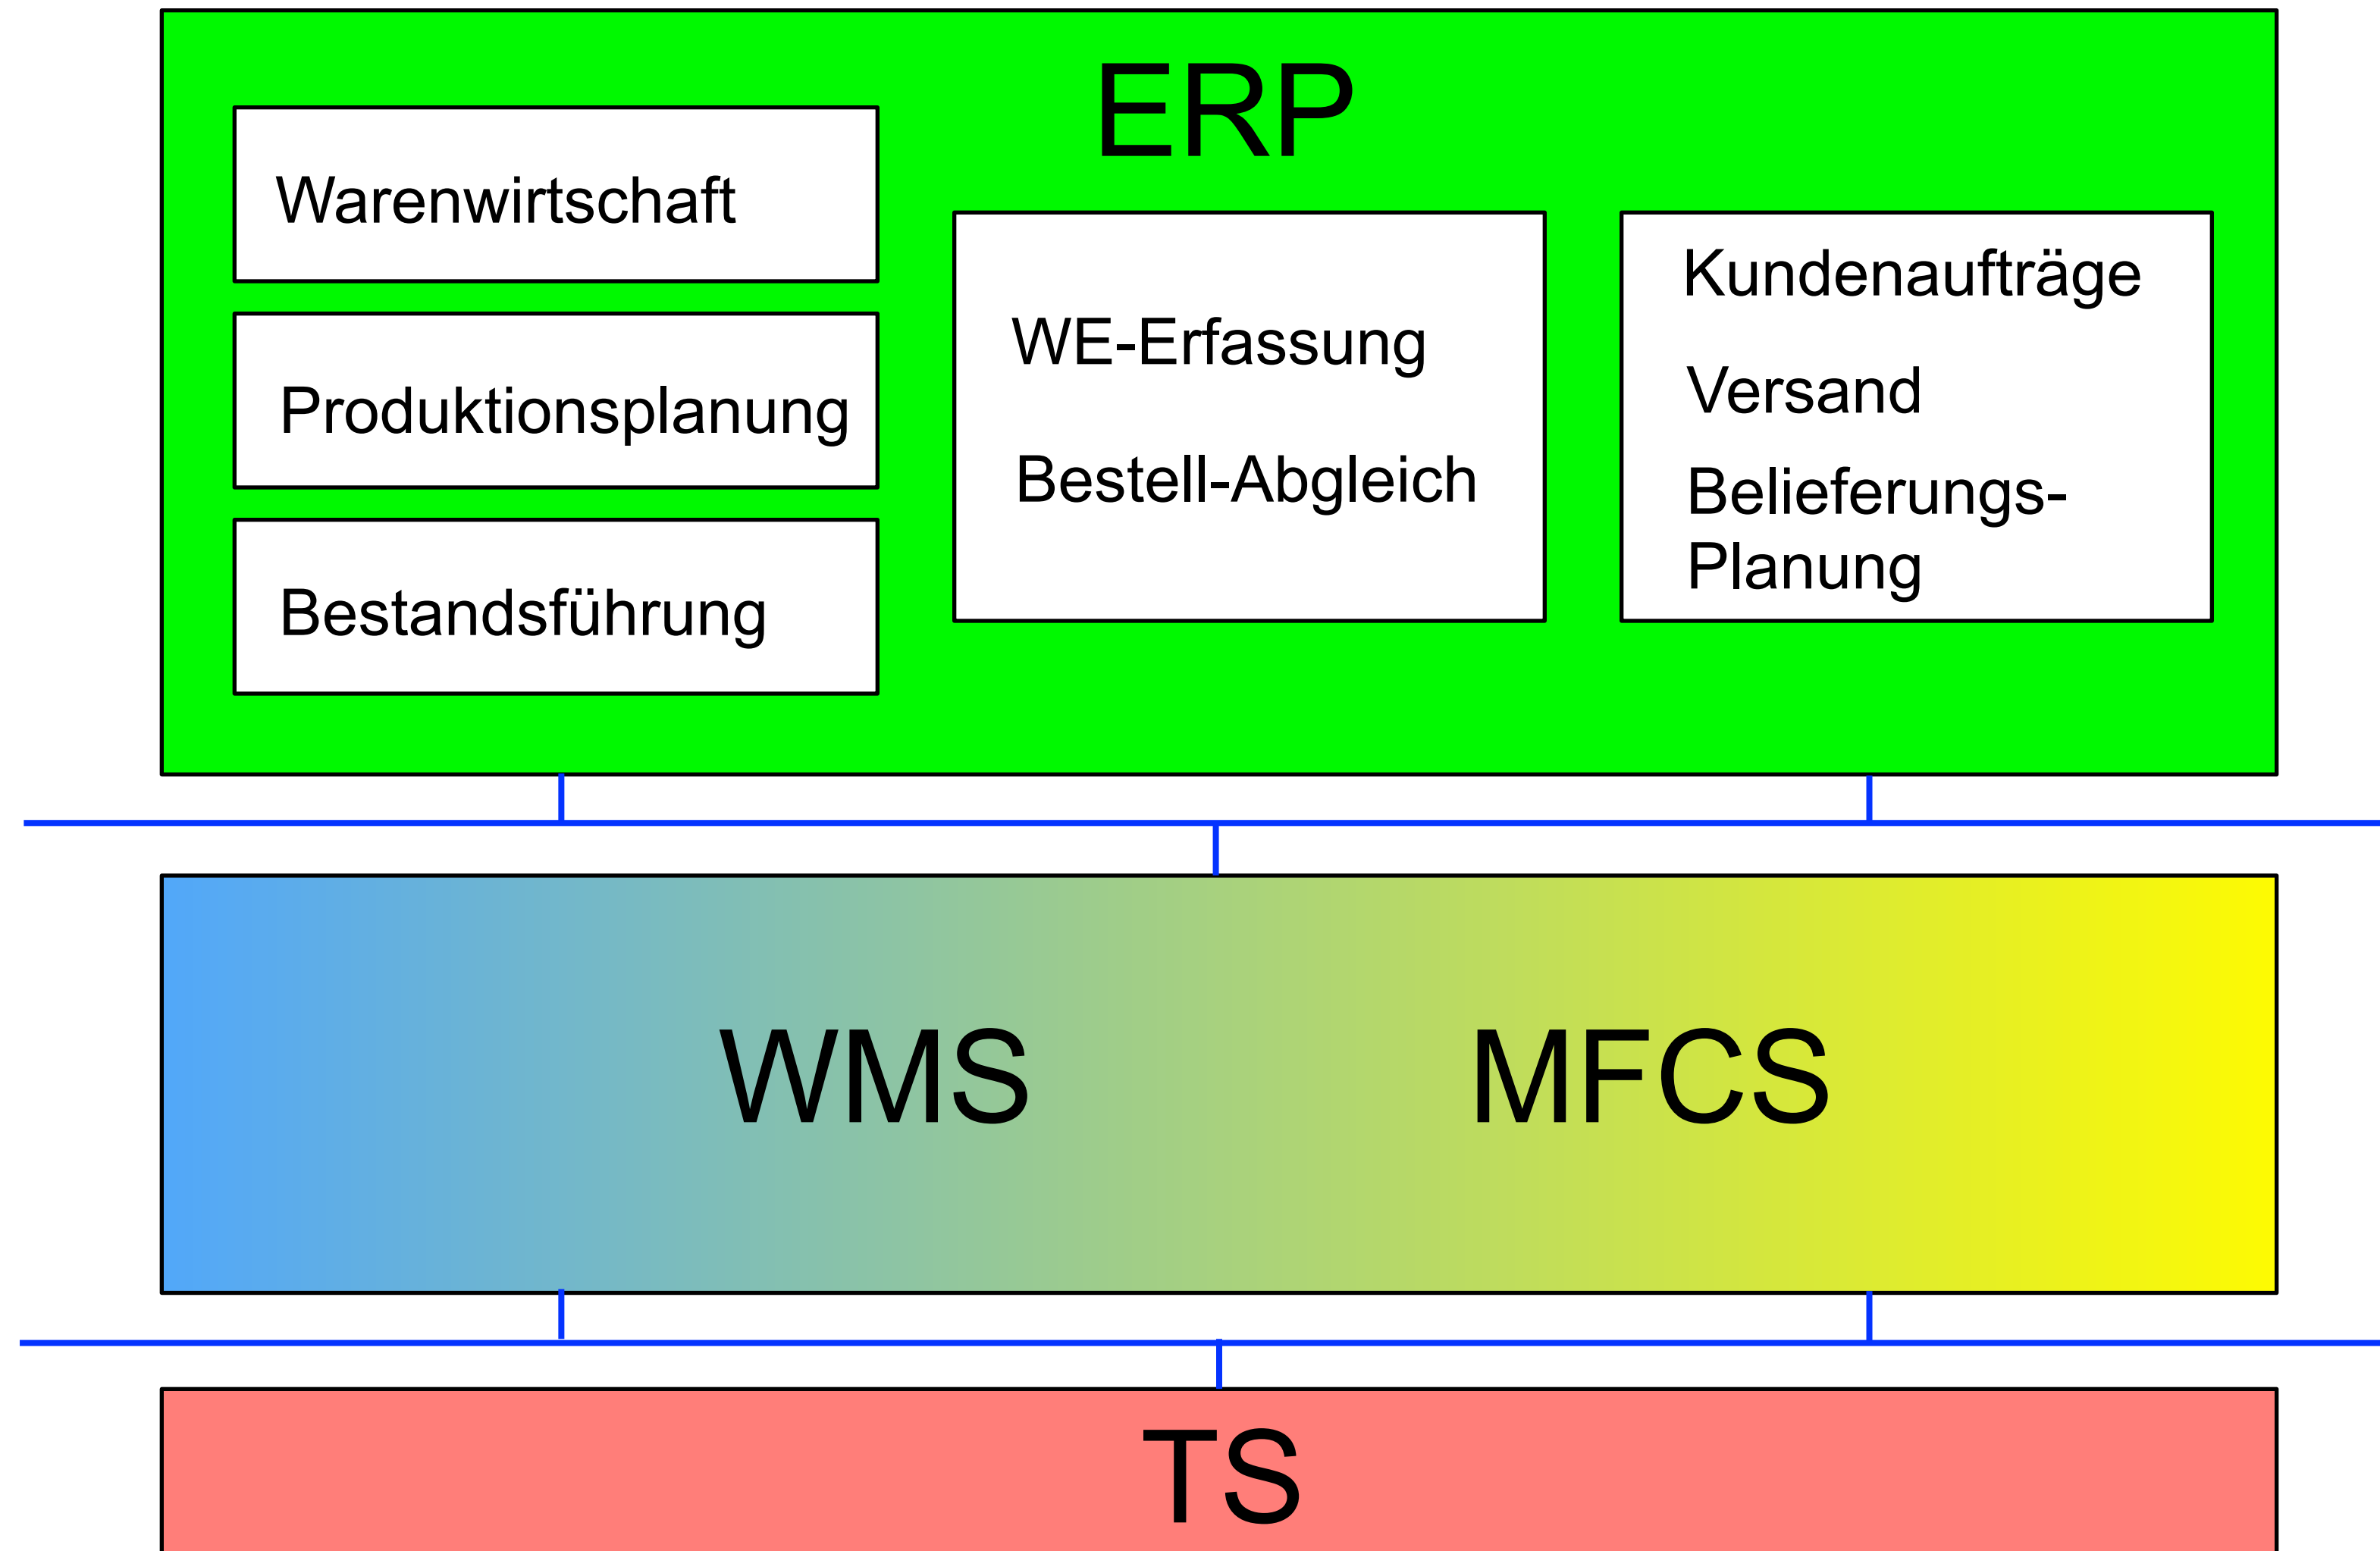 ERP
Warenwirtschaft
Produktionsplanung
Bestandsführung
WE-Erfassung
Bestell-Abgleich
Kundenaufträge
Versand
Belieferungs-
Planung
WMS
MFCS
TS